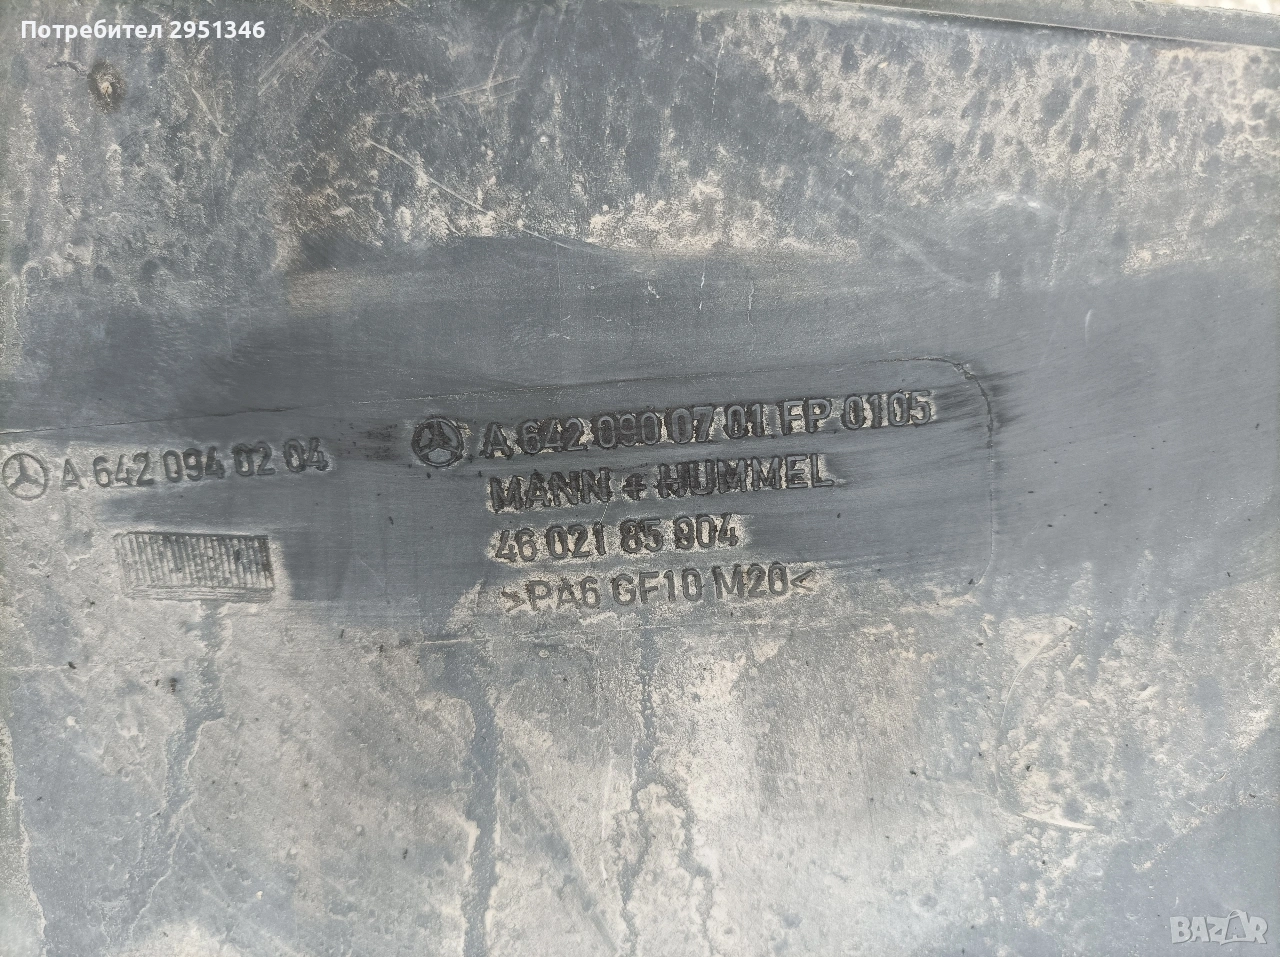 Потребител 2951346
A 642 090 07 01 FP 0105
A 642 094 02 04
MANN + HUMMEL
46 021 85 904
>PA6 GF10 M20<
BAZAR